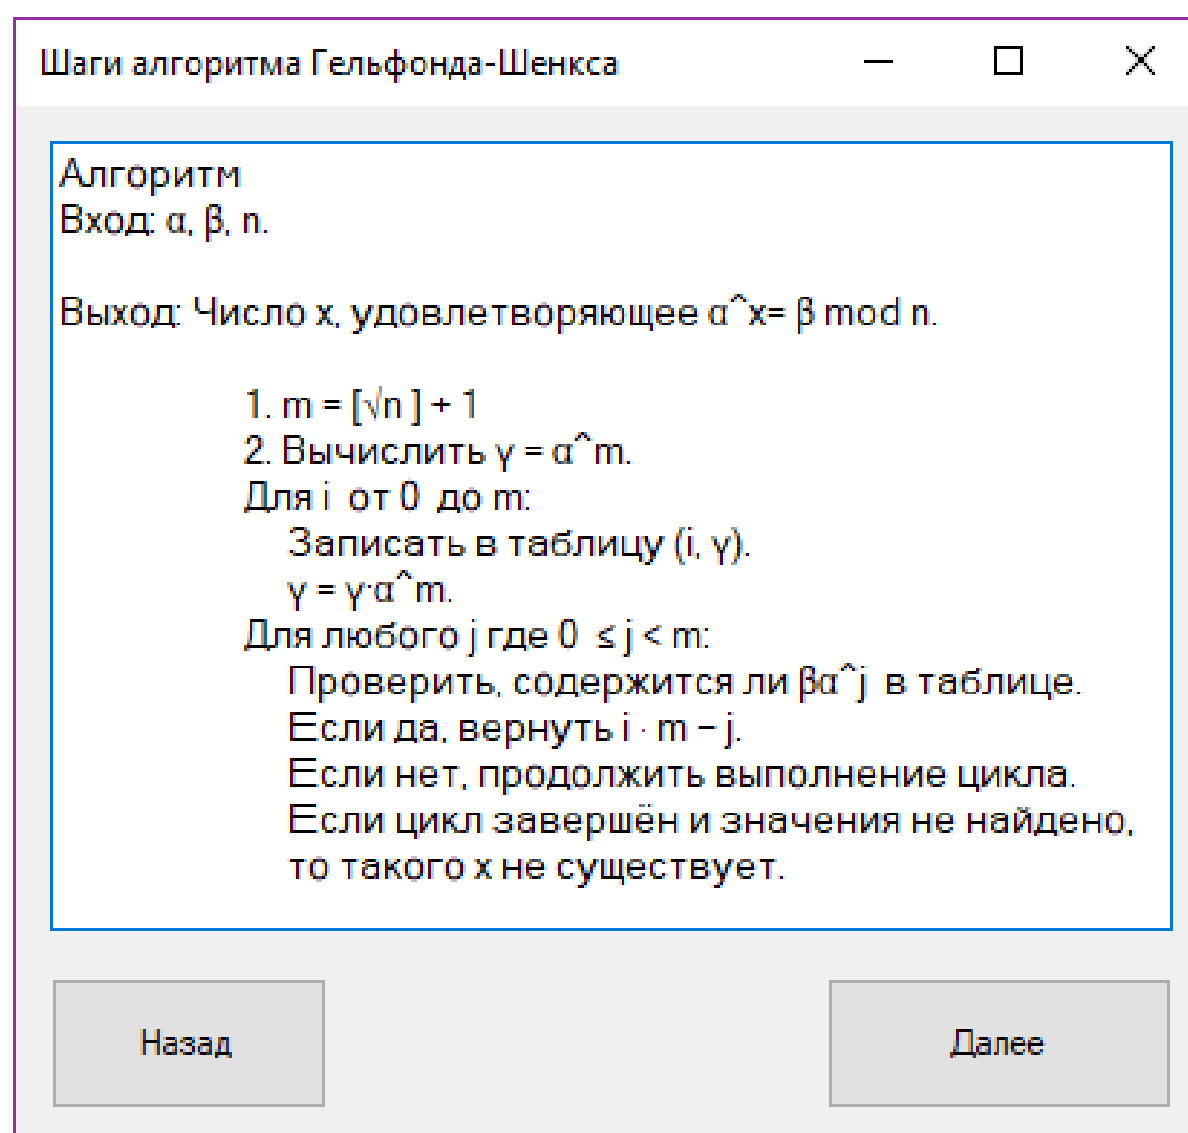 Шаги алгоритма Гельфонда-Шенкса
Алгоритм
Вход: α, β, n.
Выход: Число x, удовлетворяющее α^x= β mod n.
1. m = [√n ] + 1
2. Вычислить γ = α^m.
Для i  от 0  до m:
Записать в таблицу (i, γ).
γ = γ·α^m.
Для любого j где 0  ≤ j < m:
Проверить, содержится ли βα^j  в таблице.
Если да, вернуть i · m − j.
Если нет, продолжить выполнение цикла.
Если цикл завершён и значения не найдено,
то такого x не существует.
Назад
Далее